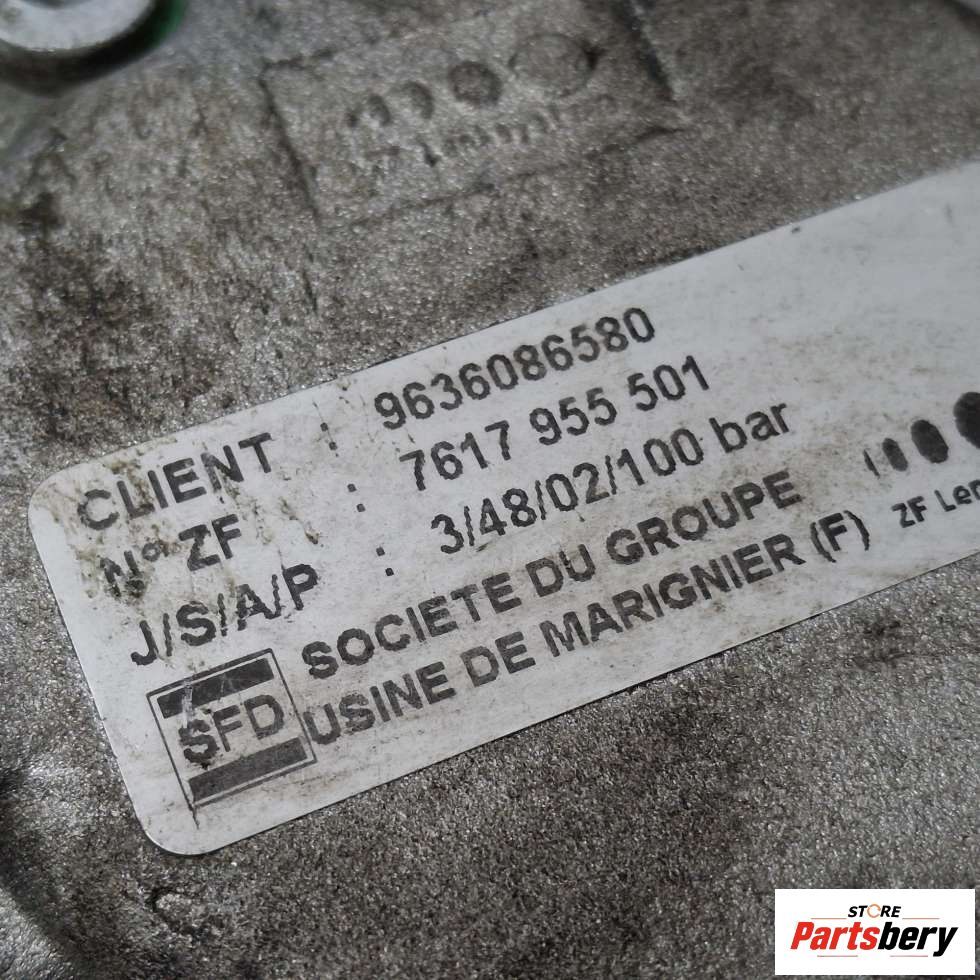 CLIENT : 9636086580
N° ZF : 7617 955 501
J/S/A/P : 3/48/02/100 bar
SFD SOCIETE DU GROUPE
USINE DE MARIGNIER (F)
ZF
STORE
Partsbery